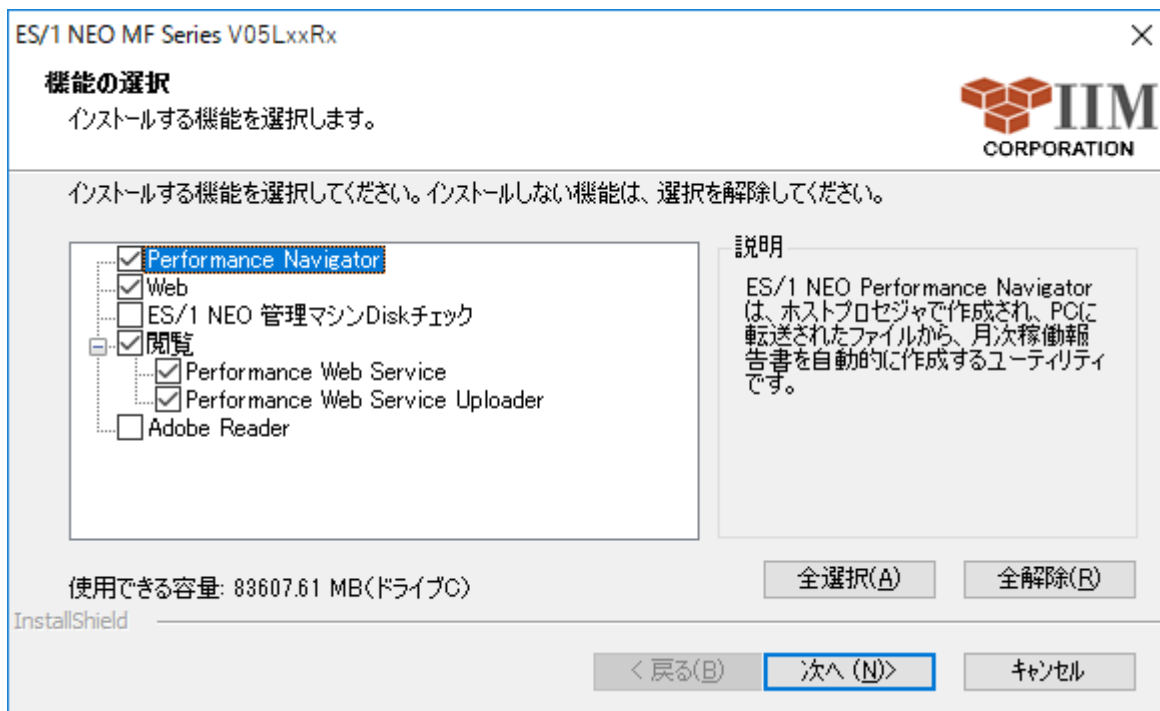 ES/1 NEO MF Series V05LxxRx
機能の選択
インストールする機能を選択します。
IIM
CORPORATION
インストールする機能を選択してください。インストールしない機能は、選択を解除してください。
Performance Navigator
Web
ES/1 NEO 管理マシンDiskチェック
閲覧
Performance Web Service
Performance Web Service Uploader
Adobe Reader
説明
ES/1 NEO Performance Navigator
は、ホストプロセジャで作成され、PCに
転送されたファイルから、月次稼働報
告書を自動的に作成するユーティリティ
です。
使用できる容量: 83607.61 MB(ドライブC)
全選択(A)
全解除(R)
InstallShield
< 戻る(B)
次へ (N)>
キャンセル